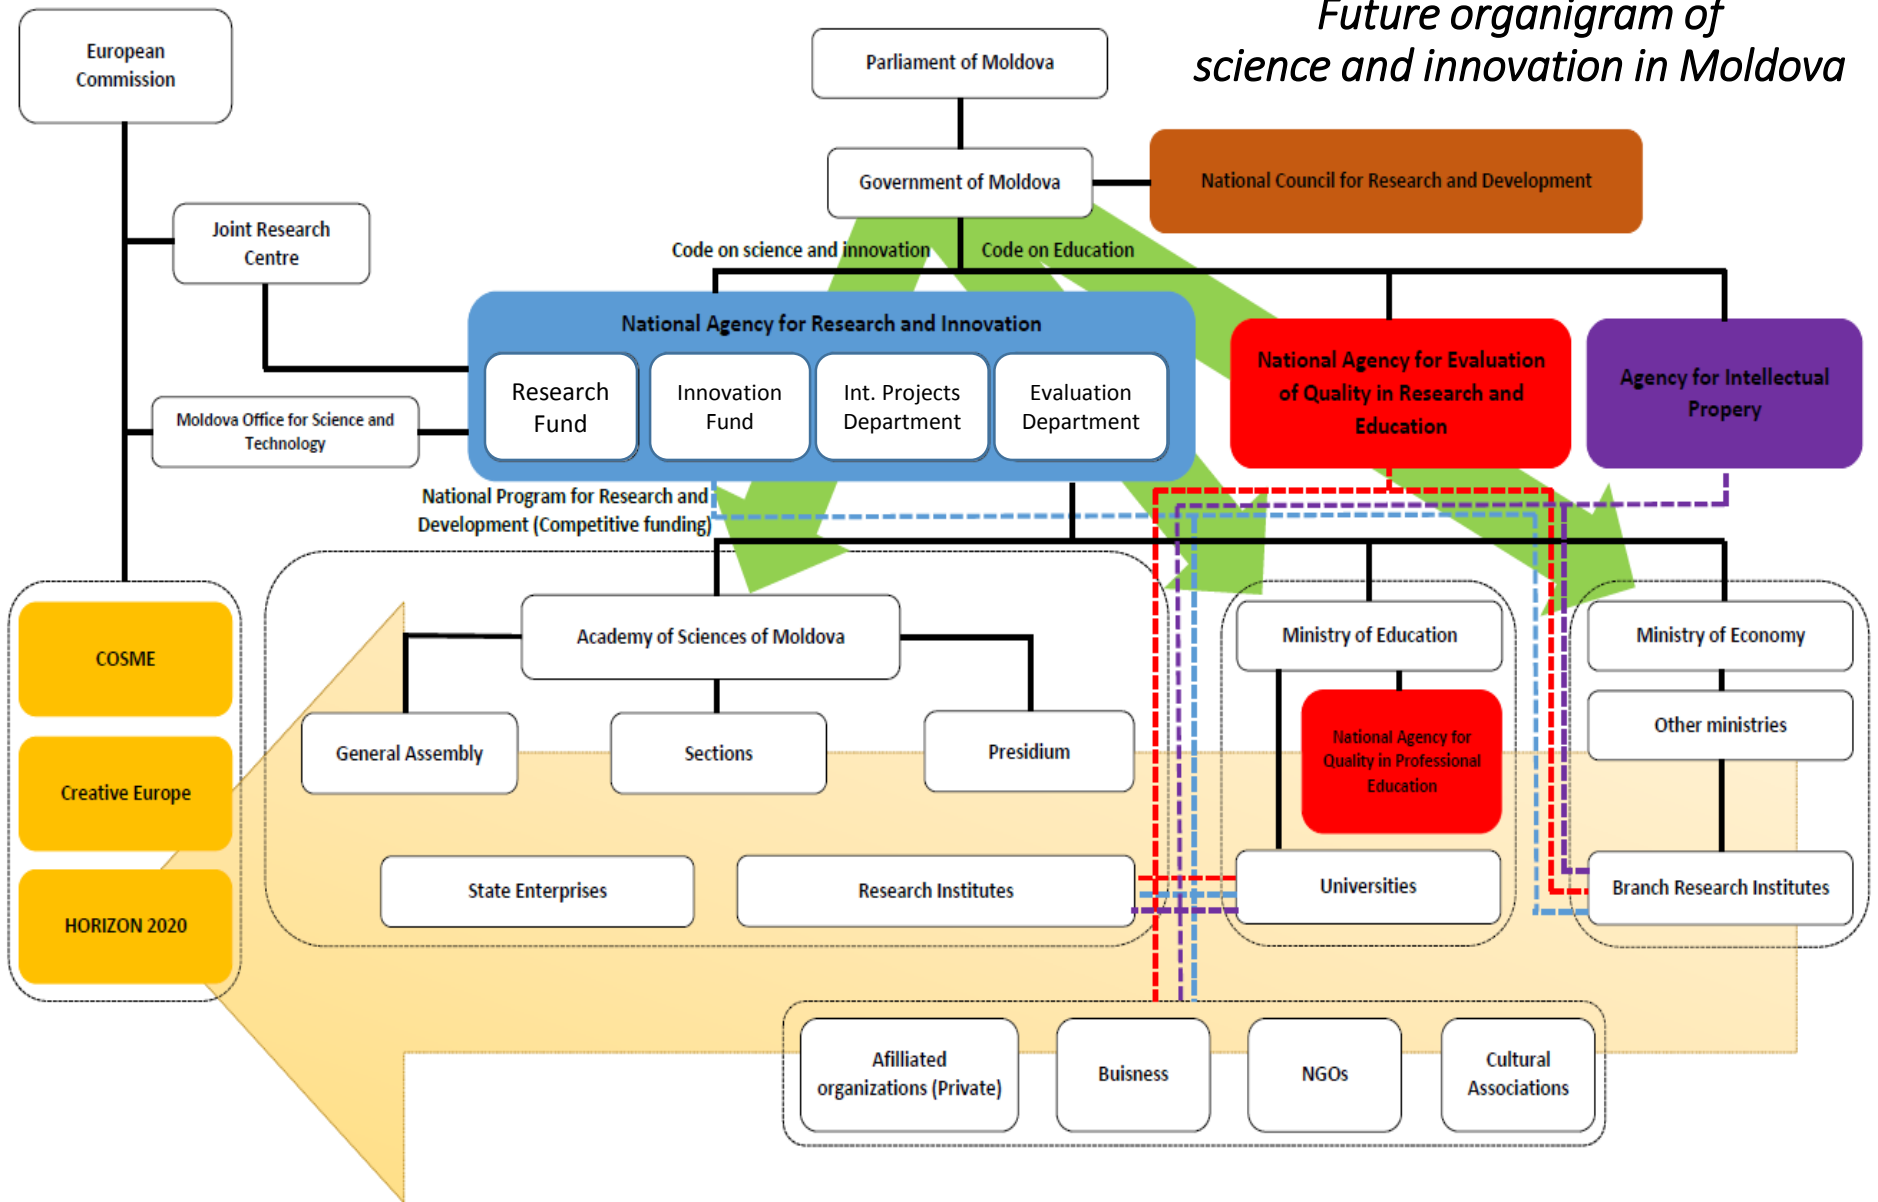 Future organigram of
science and innovation in Moldova
European
Commission
Parliament of Moldova
Government of Moldova
National Council for Research and Development
Joint Research
Centre
Code on science and innovation
Code on Education
National Agency for Research and Innovation
Research
Fund
Innovation
Fund
Int. Projects
Department
Evaluation
Department
National Agency for Evaluation
of Quality in Research and
Education
Agency for Intellectual
Propery
Moldova Office for Science and
Technology
National Program for Research and
Development (Competitive funding)
COSME
Creative Europe
HORIZON 2020
Academy of Sciences of Moldova
General Assembly
Sections
Presidium
State Enterprises
Research Institutes
Ministry of Education
National Agency for
Quality in Professional
Education
Universities
Ministry of Economy
Other ministries
Branch Research Institutes
Afilliated
organizations (Private)
Buisness
NGOs
Cultural
Associations